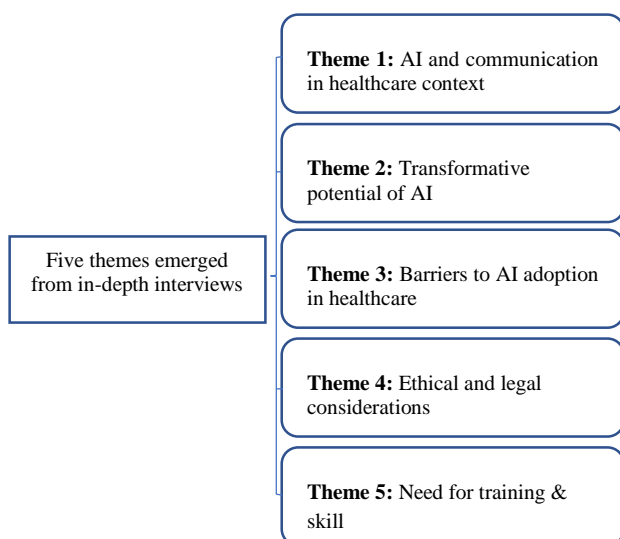 Theme 1: AI and communication
in healthcare context
Theme 2: Transformative
potential of AI
Five themes emerged
from in-depth interviews
Theme 3: Barriers to AI adoption
in healthcare
Theme 4: Ethical and legal
considerations
Theme 5: Need for training &
skill